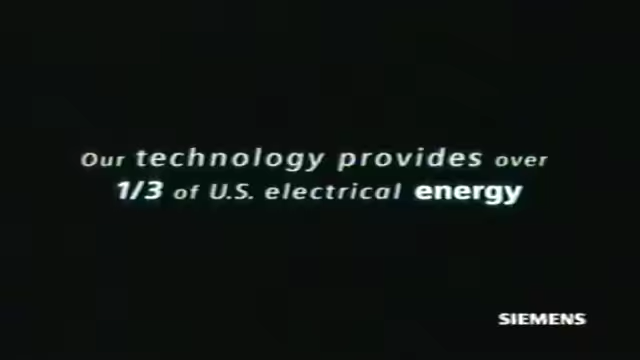 Our technology provides over
1/3 of U.S. electrical energy
SIEMENS